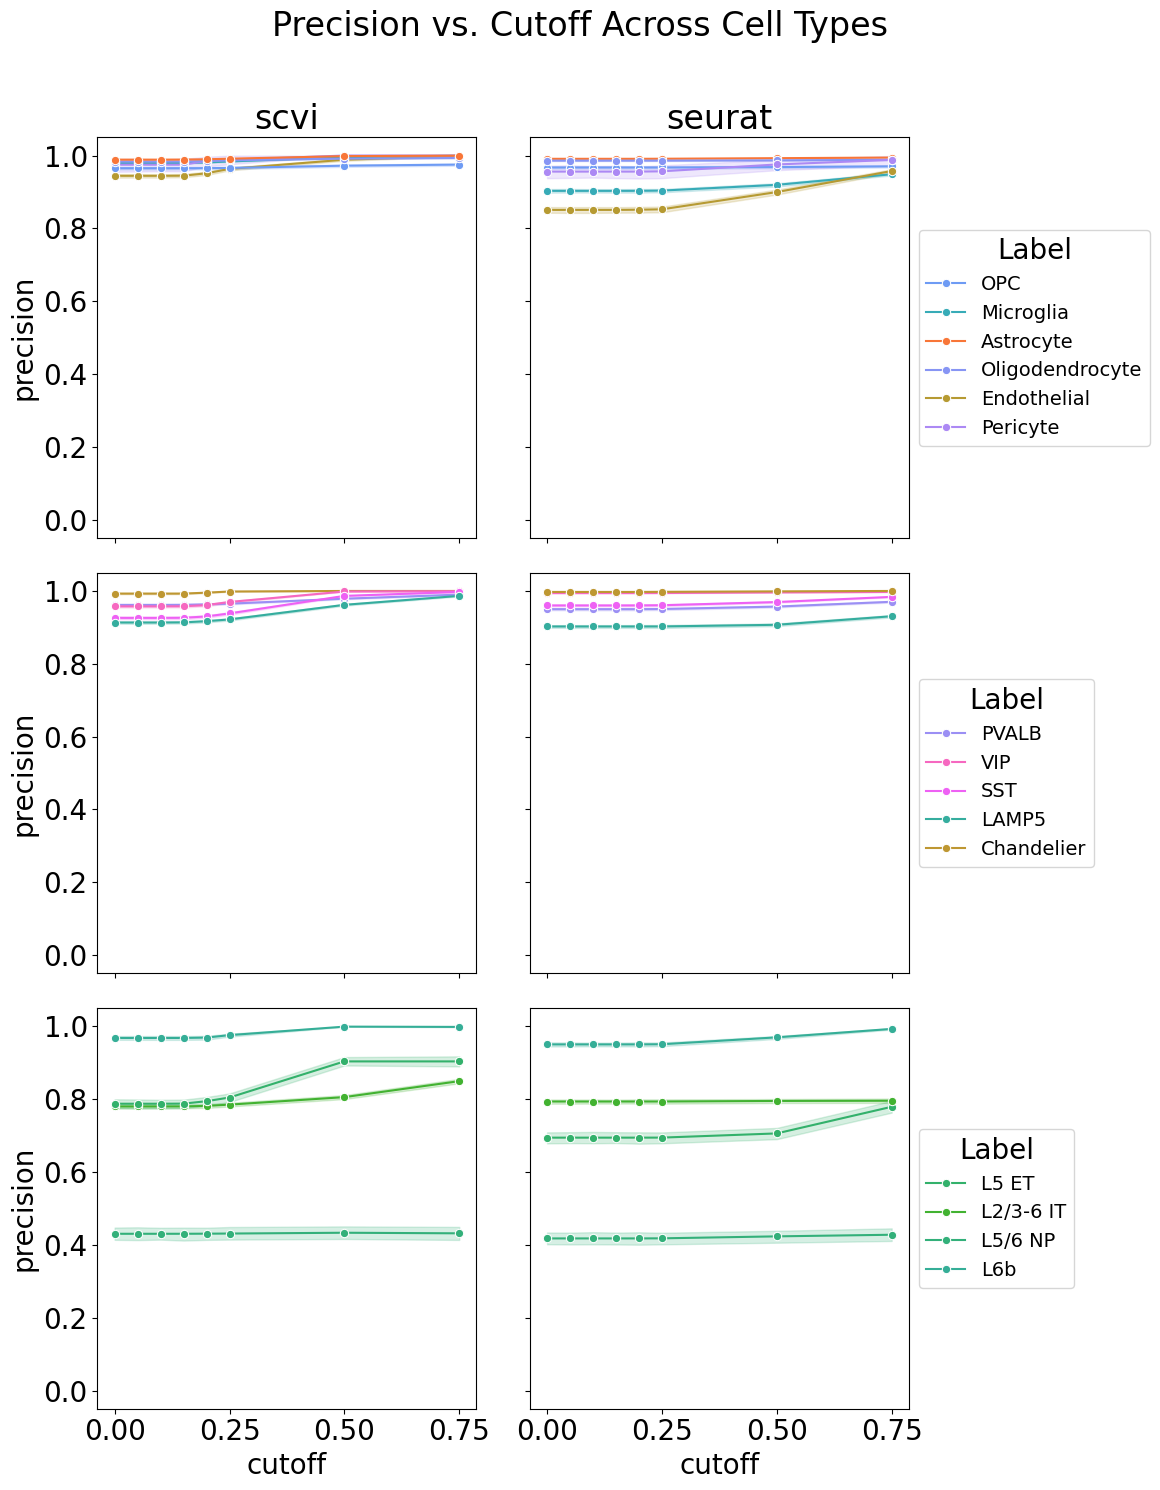 Precision vs. Cutoff Across Cell Types
scvi
seurat
1.0
0.8
0.6
0.4
0.2
0.0
precision
Label
OPC
Microglia
Astrocyte
Oligodendrocyte
Endothelial
Pericyte
1.0
0.8
0.6
0.4
0.2
0.0
precision
Label
PVALB
VIP
SST
LAMP5
Chandelier
1.0
0.8
0.6
0.4
0.2
0.0
precision
Label
L5 ET
L2/3-6 IT
L5/6 NP
L6b
0.00 0.25 0.50 0.75
0.00 0.25 0.50 0.75
cutoff
cutoff